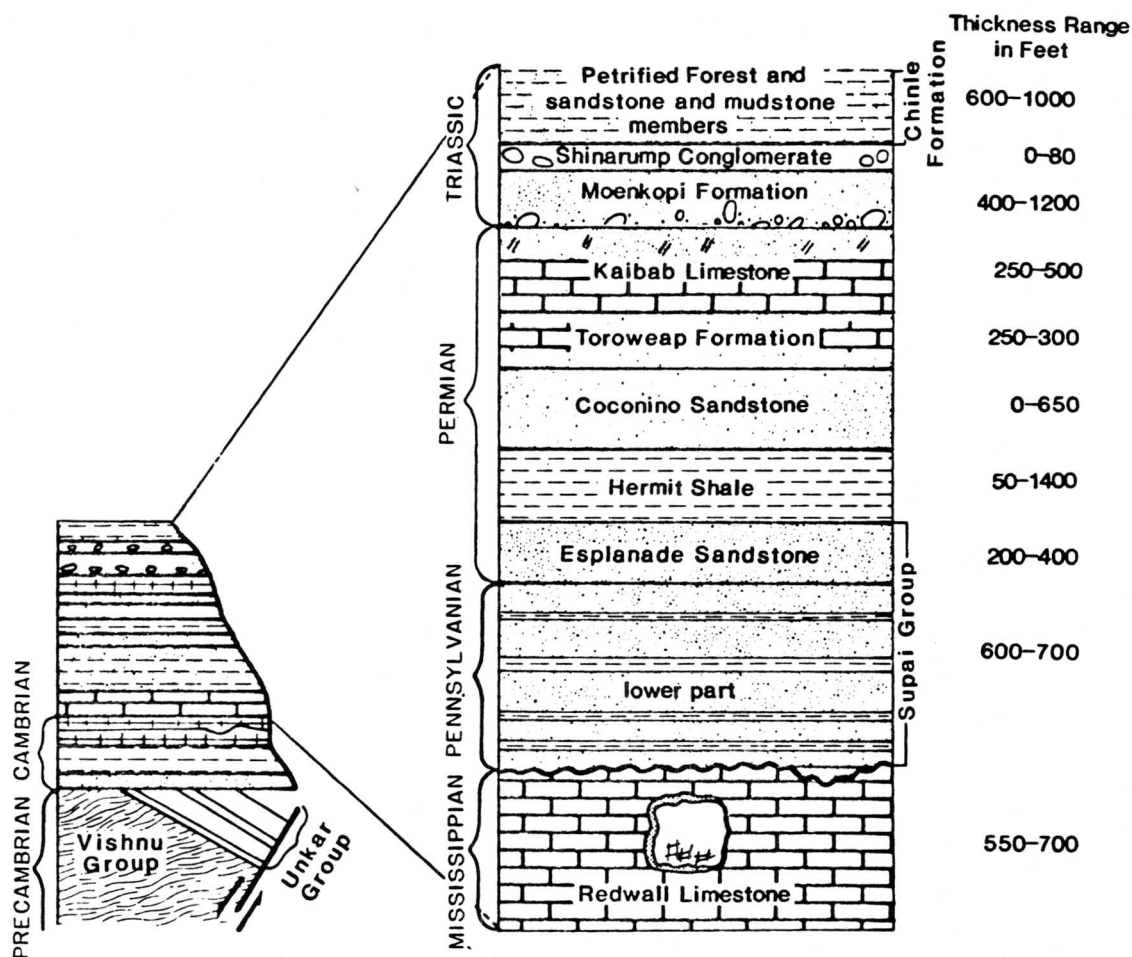 Thickness Range
in Feet
Petrified Forest and
sandstone and mudstone
members
Chinle
Formation
600-1000
TRIASSIC
Shinarump Conglomerate
0-80
Moenkopi Formation
400-1200
Kaibab Limestone
250-500
Toroweap Formation
250-300
PERMIAN
Coconino Sandstone
0-650
Hermit Shale
50-1400
Esplanade Sandstone
200-400
Supai Group
PENNSYLVANIAN
600-700
lower part
MISSISSIPPIAN
550-700
Redwall Limestone
CAMBRIAN
PRECAMBRIAN
Vishnu
Group
Unkar
Group